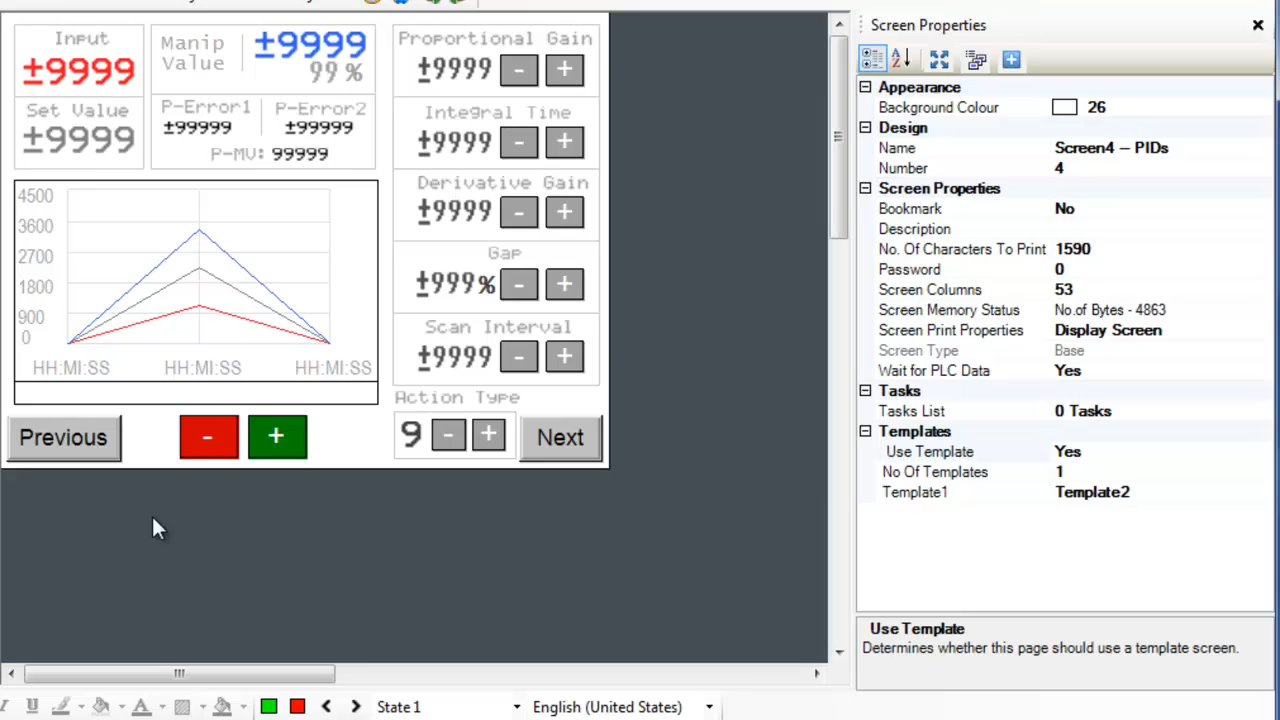 Input
±9999
Set Value
±9999
Manip
Value
±9999
99 %
P-Error1
±99999
P-Error2
±99999
P-MV: 99999
Proportional Gain
±9999 - +
Integral Time
±9999 - +
Derivative Gain
±9999 - +
Gap
±999% - +
Scan Interval
±9999 - +
Action Type
9 - +
4500
3600
2700
1800
900
0
HH:MI:SS HH:MI:SS HH:MI:SS
Previous - + Next
Screen Properties
Appearance
Background Colour 26
Design
Name Screen4 – PIDs
Number 4
Screen Properties
Bookmark No
Description
No. Of Characters To Print 1590
Password 0
Screen Columns 53
Screen Memory Status No.of Bytes - 4863
Screen Print Properties Display Screen
Screen Type Base
Wait for PLC Data Yes
Tasks
Tasks List 0 Tasks
Templates
Use Template Yes
No Of Templates 1
Template1 Template2
Use Template
Determines whether this page should use a template screen.
State 1 English (United States)